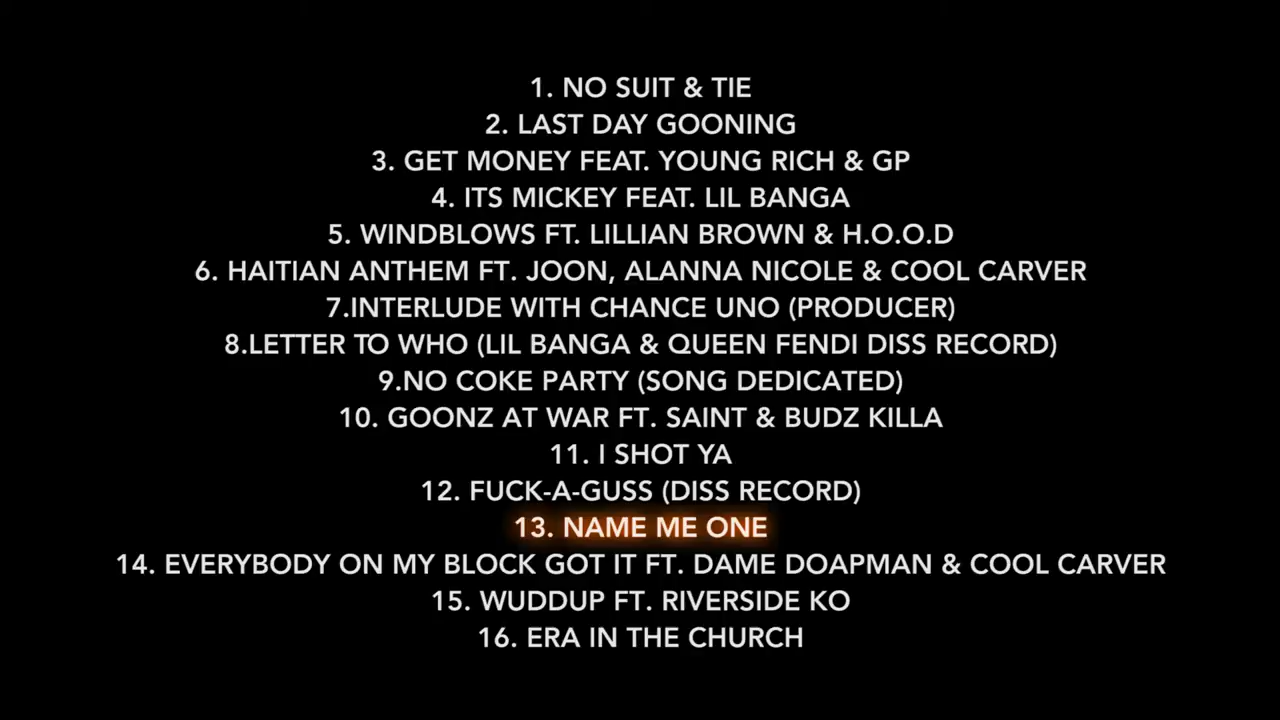 1. NO SUIT & TIE
2. LAST DAY GOONING
3. GET MONEY FEAT. YOUNG RICH & GP
4. ITS MICKEY FEAT. LIL BANGA
5. WINDBLOWS FT. LILLIAN BROWN & H.O.O.D
6. HAITIAN ANTHEM FT. JOON, ALANNA NICOLE & COOL CARVER
7.INTERLUDE WITH CHANCE UNO (PRODUCER)
8.LETTER TO WHO (LIL BANGA & QUEEN FENDI DISS RECORD)
9.NO COKE PARTY (SONG DEDICATED)
10. GOONZ AT WAR FT. SAINT & BUDZ KILLA
11. I SHOT YA
12. FUCK-A-GUSS (DISS RECORD)
13. NAME ME ONE
14. EVERYBODY ON MY BLOCK GOT IT FT. DAME DOAPMAN & COOL CARVER
15. WUDDUP FT. RIVERSIDE KO
16. ERA IN THE CHURCH